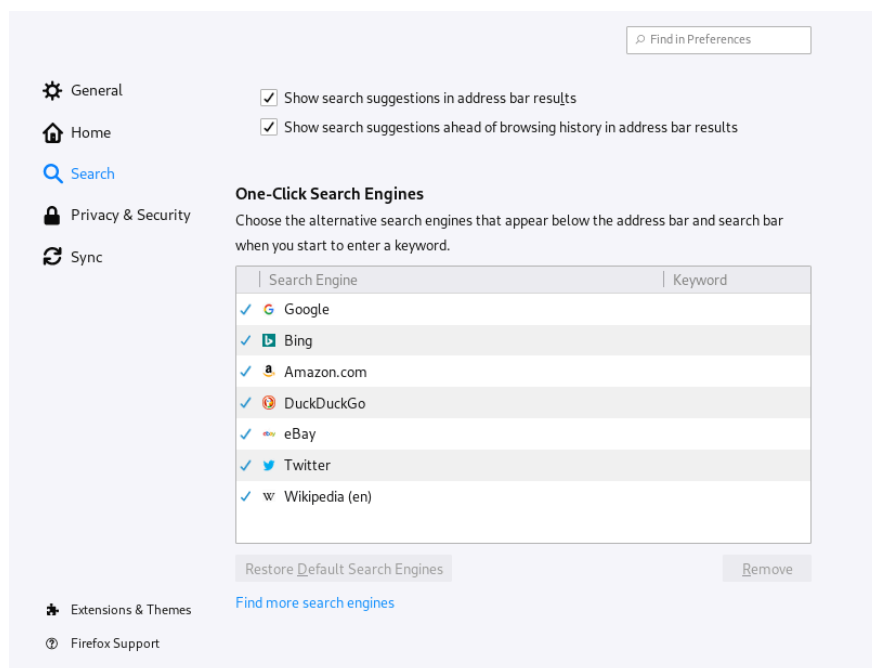 Find in Preferences
General
Home
Search
Privacy & Security
Sync
Show search suggestions in address bar results
Show search suggestions ahead of browsing history in address bar results
One-Click Search Engines
Choose the alternative search engines that appear below the address bar and search bar
when you start to enter a keyword.
Search Engine Keyword
Google
Bing
Amazon.com
DuckDuckGo
eBay
Twitter
Wikipedia (en)
Restore Default Search Engines Remove
Find more search engines
Extensions & Themes
Firefox Support